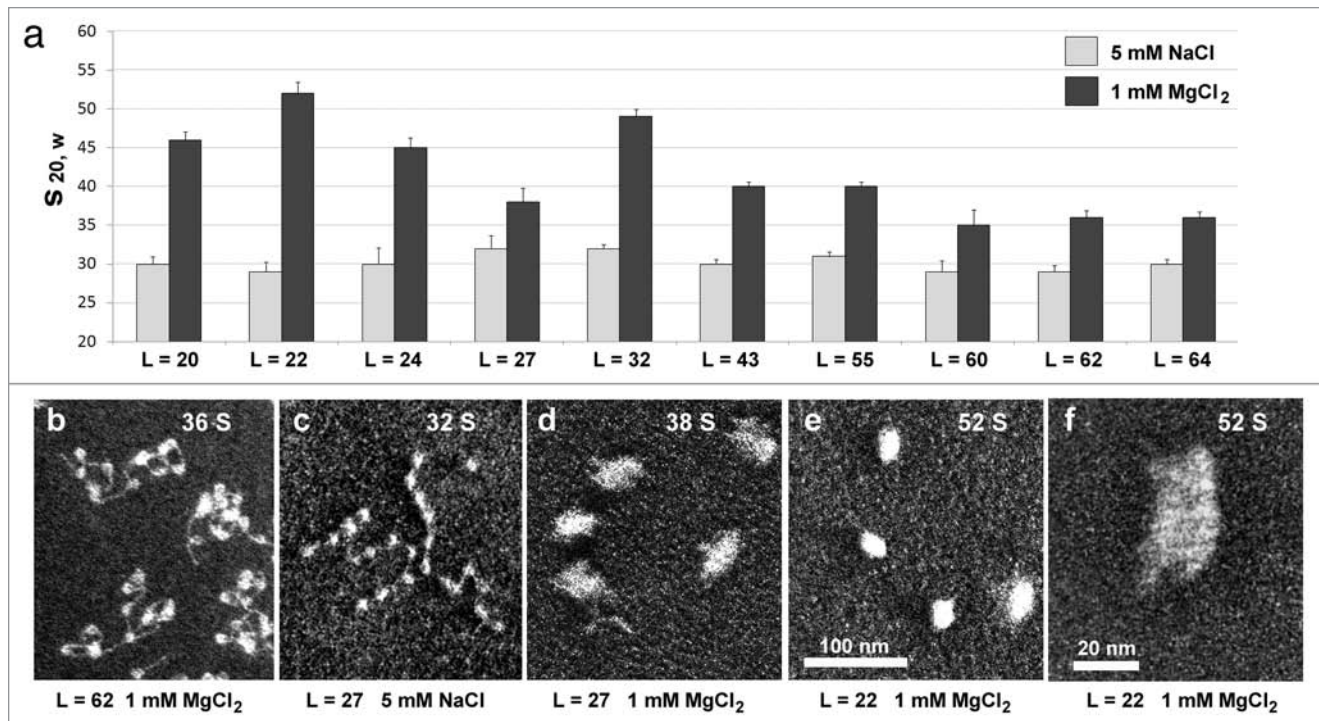 a
60
55
50
45
40
35
30
25
20
S 20, w
5 mM NaCl
1 mM MgCl2
L = 20 L = 22 L = 24 L = 27 L = 32 L = 43 L = 55 L = 60 L = 62 L = 64
b 36 S c 32 S d 38 S e 52 S f 52 S
100 nm 20 nm
L = 62 1 mM MgCl2 L = 27 5 mM NaCl L = 27 1 mM MgCl2 L = 22 1 mM MgCl2 L = 22 1 mM MgCl2